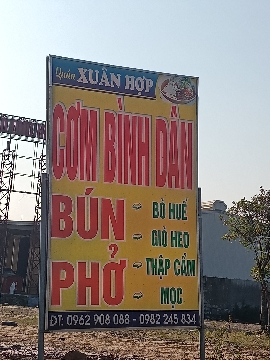 Quán XUÂN HỢP
CƠM BÌNH DÂN
BÚN
PHỞ
BÒ HUẾ
GIÒ HEO
THẬP CẨM
MỌC
ĐT: 0962 908 088 - 0982 245 834